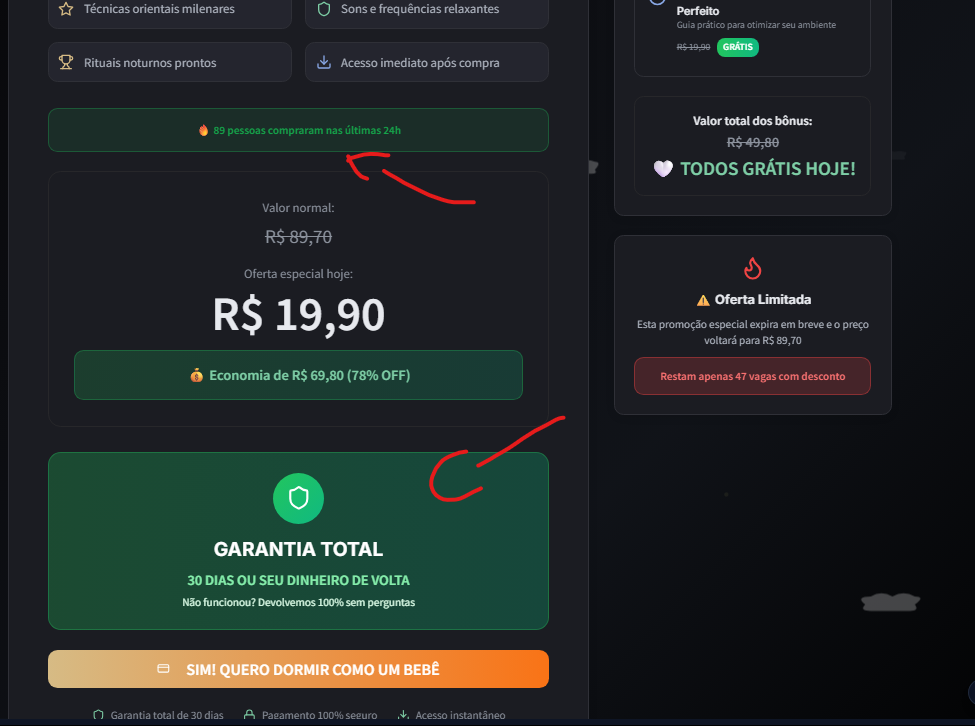 Técnicas orientais milenares
Sons e frequências relaxantes
Rituais noturnos prontos
Acesso imediato após compra
🔥 89 pessoas compraram nas últimas 24h
Valor normal:
R$ 89,70
Oferta especial hoje:
R$ 19,90
💰 Economia de R$ 69,80 (78% OFF)
GARANTIA TOTAL
30 DIAS OU SEU DINHEIRO DE VOLTA
Não funcionou? Devolvemos 100% sem perguntas
SIM! QUERO DORMIR COMO UM BEBÊ
Garantia total de 30 dias
Pagamento 100% seguro
Acesso instantâneo
Perfeito
Guia prático para otimizar seu ambiente
R$ 19,90 GRÁTIS
Valor total dos bônus:
R$ 49,80
🤍 TODOS GRÁTIS HOJE!
⚠️ Oferta Limitada
Esta promoção especial expira em breve e o preço
voltará para R$ 89,70
Restam apenas 47 vagas com desconto